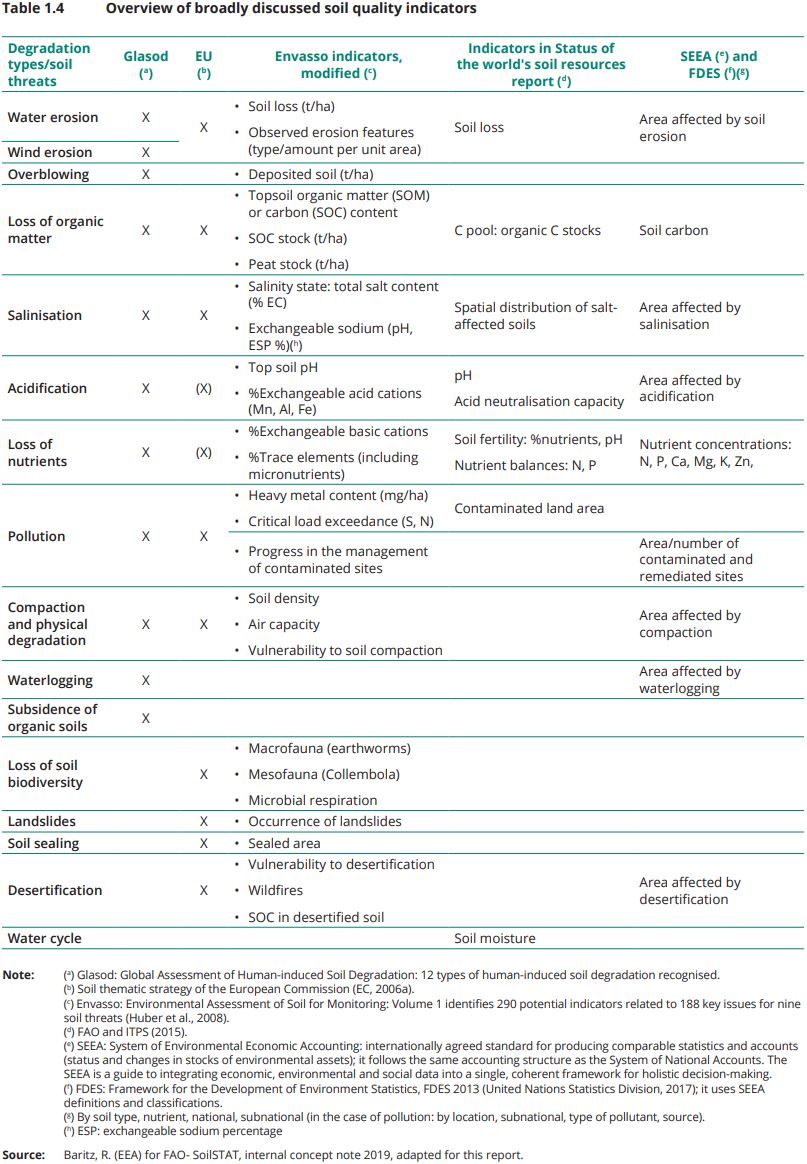 Table 1.4 Overview of broadly discussed soil quality indicators
Degradation types/soil threats
Glasod (a)
EU (b)
Envasso indicators, modified (c)
Indicators in Status of the world's soil resources report (d)
SEEA (e) and FDES (f)(g)
Water erosion
X
X
• Soil loss (t/ha)
• Observed erosion features
(type/amount per unit area)
Soil loss
Area affected by soil
erosion
Wind erosion
X
Overblowing
X
• Deposited soil (t/ha)
Loss of organic
matter
X
X
• Topsoil organic matter (SOM)
or carbon (SOC) content
• SOC stock (t/ha)
• Peat stock (t/ha)
C pool: organic C stocks
Soil carbon
Salinisation
X
X
• Salinity state: total salt content
(% EC)
• Exchangeable sodium (pH,
ESP %)(h)
Spatial distribution of salt-
affected soils
Area affected by
salinisation
Acidification
X
(X)
• Top soil pH
• %Exchangeable acid cations
(Mn, Al, Fe)
pH
Acid neutralisation capacity
Area affected by
acidification
Loss of
nutrients
X
(X)
• %Exchangeable basic cations
• %Trace elements (including
micronutrients)
Soil fertility: %nutrients, pH
Nutrient balances: N, P
Nutrient concentrations:
N, P, Ca, Mg, K, Zn,
Pollution
X
X
• Heavy metal content (mg/ha)
• Critical load exceedance (S, N)
Contaminated land area
• Progress in the management
of contaminated sites
Area/number of
contaminated and
remediated sites
Compaction
and physical
degradation
X
X
• Soil density
• Air capacity
• Vulnerability to soil compaction
Area affected by
compaction
Waterlogging
X
Area affected by
waterlogging
Subsidence of
organic soils
X
Loss of soil
biodiversity
X
• Macrofauna (earthworms)
• Mesofauna (Collembola)
• Microbial respiration
Landslides
X
• Occurrence of landslides
Soil sealing
X
• Sealed area
Desertification
X
• Vulnerability to desertification
• Wildfires
• SOC in desertified soil
Area affected by
desertification
Water cycle
Soil moisture
Note: (a) Glasod: Global Assessment of Human-induced Soil Degradation: 12 types of human-induced soil degradation recognised.
(b) Soil thematic strategy of the European Commission (EC, 2006a).
(c) Envasso: Environmental Assessment of Soil for Monitoring: Volume 1 identifies 290 potential indicators related to 188 key issues for nine
soil threats (Huber et al., 2008).
(d) FAO and ITPS (2015).
(e) SEEA: System of Environmental Economic Accounting: internationally agreed standard for producing comparable statistics and accounts
(status and changes in stocks of environmental assets); it follows the same accounting structure as the System of National Accounts. The
SEEA is a guide to integrating economic, environmental and social data into a single, coherent framework for holistic decision-making.
(f) FDES: Framework for the Development of Environment Statistics, FDES 2013 (United Nations Statistics Division, 2017); it uses SEEA
definitions and classifications.
(g) By soil type, nutrient, national, subnational (in the case of pollution: by location, subnational, type of pollutant, source).
(h) ESP: exchangeable sodium percentage
Source: Baritz, R. (EEA) for FAO- SoilSTAT, internal concept note 2019, adapted for this report.